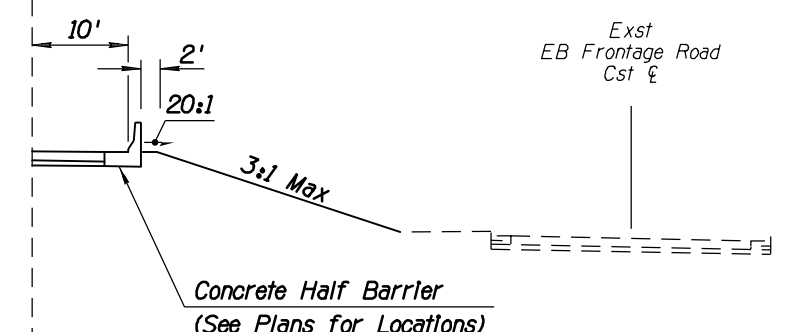 10'
2'
20:1
3:1 Max
Exst
EB Frontage Road
Cst ℄
Concrete Half Barrier
(See Plans for Locations)